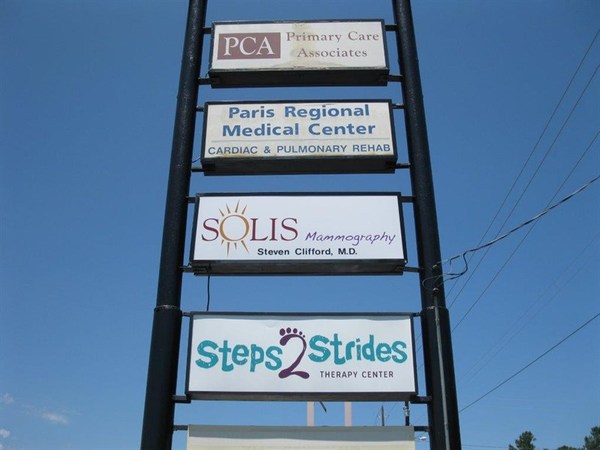 PCA Primary Care
Associates
Paris Regional
Medical Center
CARDIAC & PULMONARY REHAB
SOLIS Mammography
Steven Clifford, M.D.
Steps2Strides
THERAPY CENTER